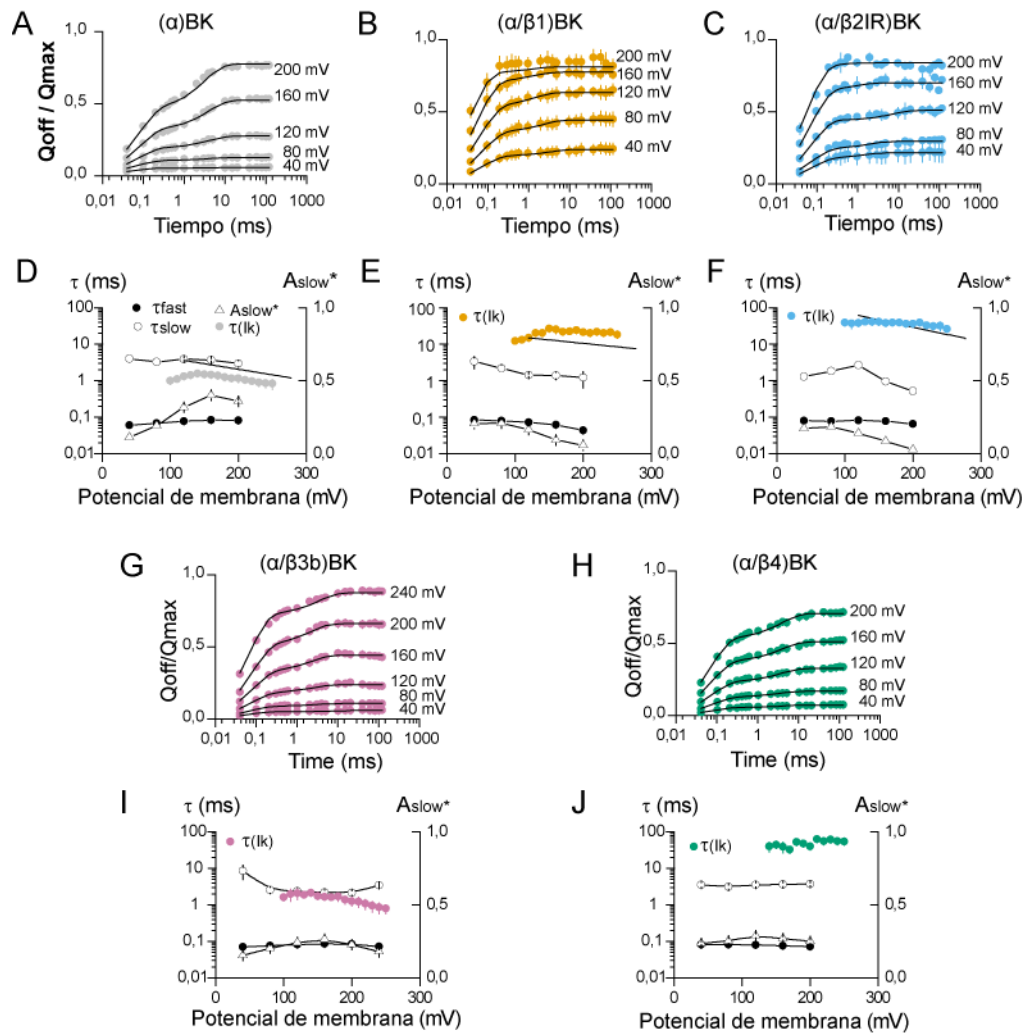 A
(α)BK
Qoff / Qmax
1,0
0,5
0,0
200 mV
160 mV
120 mV
80 mV
40 mV
0,01 0,1 1 10 100 1000
Tiempo (ms)
B
(α/β1)BK
1,0
0,5
0,0
200 mV
160 mV
120 mV
80 mV
40 mV
0,01 0,1 1 10 100 1000
Tiempo (ms)
C
(α/β2IR)BK
1,0
0,5
0,0
200 mV
160 mV
120 mV
80 mV
40 mV
0,01 0,1 1 10 100 1000
Tiempo (ms)
D
τ (ms)
Aslow*
100
10
1
0,1
0,01
τfast
Aslow*
τslow
τ(Ik)
1,0
0,5
0,0
0 100 200 300
Potencial de membrana (mV)
E
τ (ms)
Aslow*
100
10
1
0,1
0,01
τ(Ik)
1,0
0,5
0,0
0 100 200 300
Potencial de membrana (mV)
F
τ (ms)
Aslow*
100
10
1
0,1
0,01
τ(Ik)
1,0
0,5
0,0
0 100 200 300
Potencial de membrana (mV)
G
(α/β3b)BK
Qoff/Qmax
1,0
0,5
0,0
240 mV
200 mV
160 mV
120 mV
80 mV
40 mV
0,01 0,1 1 10 100 1000
Time (ms)
H
(α/β4)BK
Qoff/Qmax
1,0
0,5
0,0
200 mV
160 mV
120 mV
80 mV
40 mV
0,01 0,1 1 10 100 1000
Time (ms)
I
τ (ms)
Aslow*
100
10
1
0,1
0,01
τ(Ik)
1,0
0,5
0,0
0 100 200 300
Potencial de membrana (mV)
J
τ (ms)
Aslow*
100
10
1
0,1
0,01
τ(Ik)
1,0
0,5
0,0
0 100 200 300
Potencial de membrana (mV)